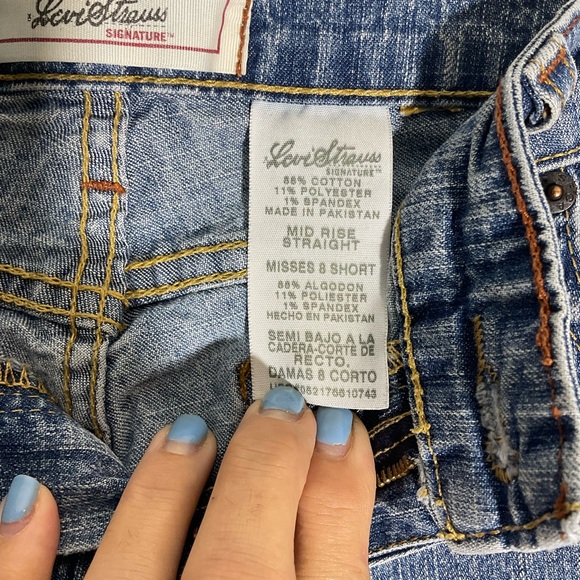 Levi Strauss
SIGNATURE™
Levi Strauss
SIGNATURE™
88% COTTON
11% POLYESTER
1% SPANDEX
MADE IN PAKISTAN
MID RISE
STRAIGHT
MISSES 8 SHORT
88% ALGODON
11% POLIESTER
1% SPANDEX
HECHO EN PAKISTAN
SEMI BAJO A LA
CADERA-CORTE DE
RECTO.
DAMAS 8 CORTO